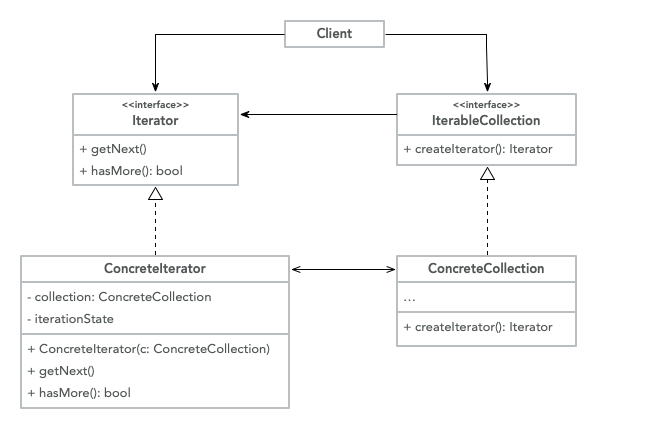 Client
<<interface>>
Iterator
+ getNext()
+ hasMore(): bool
<<interface>>
IterableCollection
+ createIterator(): Iterator
ConcreteIterator
- collection: ConcreteCollection
- iterationState
+ ConcreteIterator(c: ConcreteCollection)
+ getNext()
+ hasMore(): bool
ConcreteCollection
...
+ createIterator(): Iterator